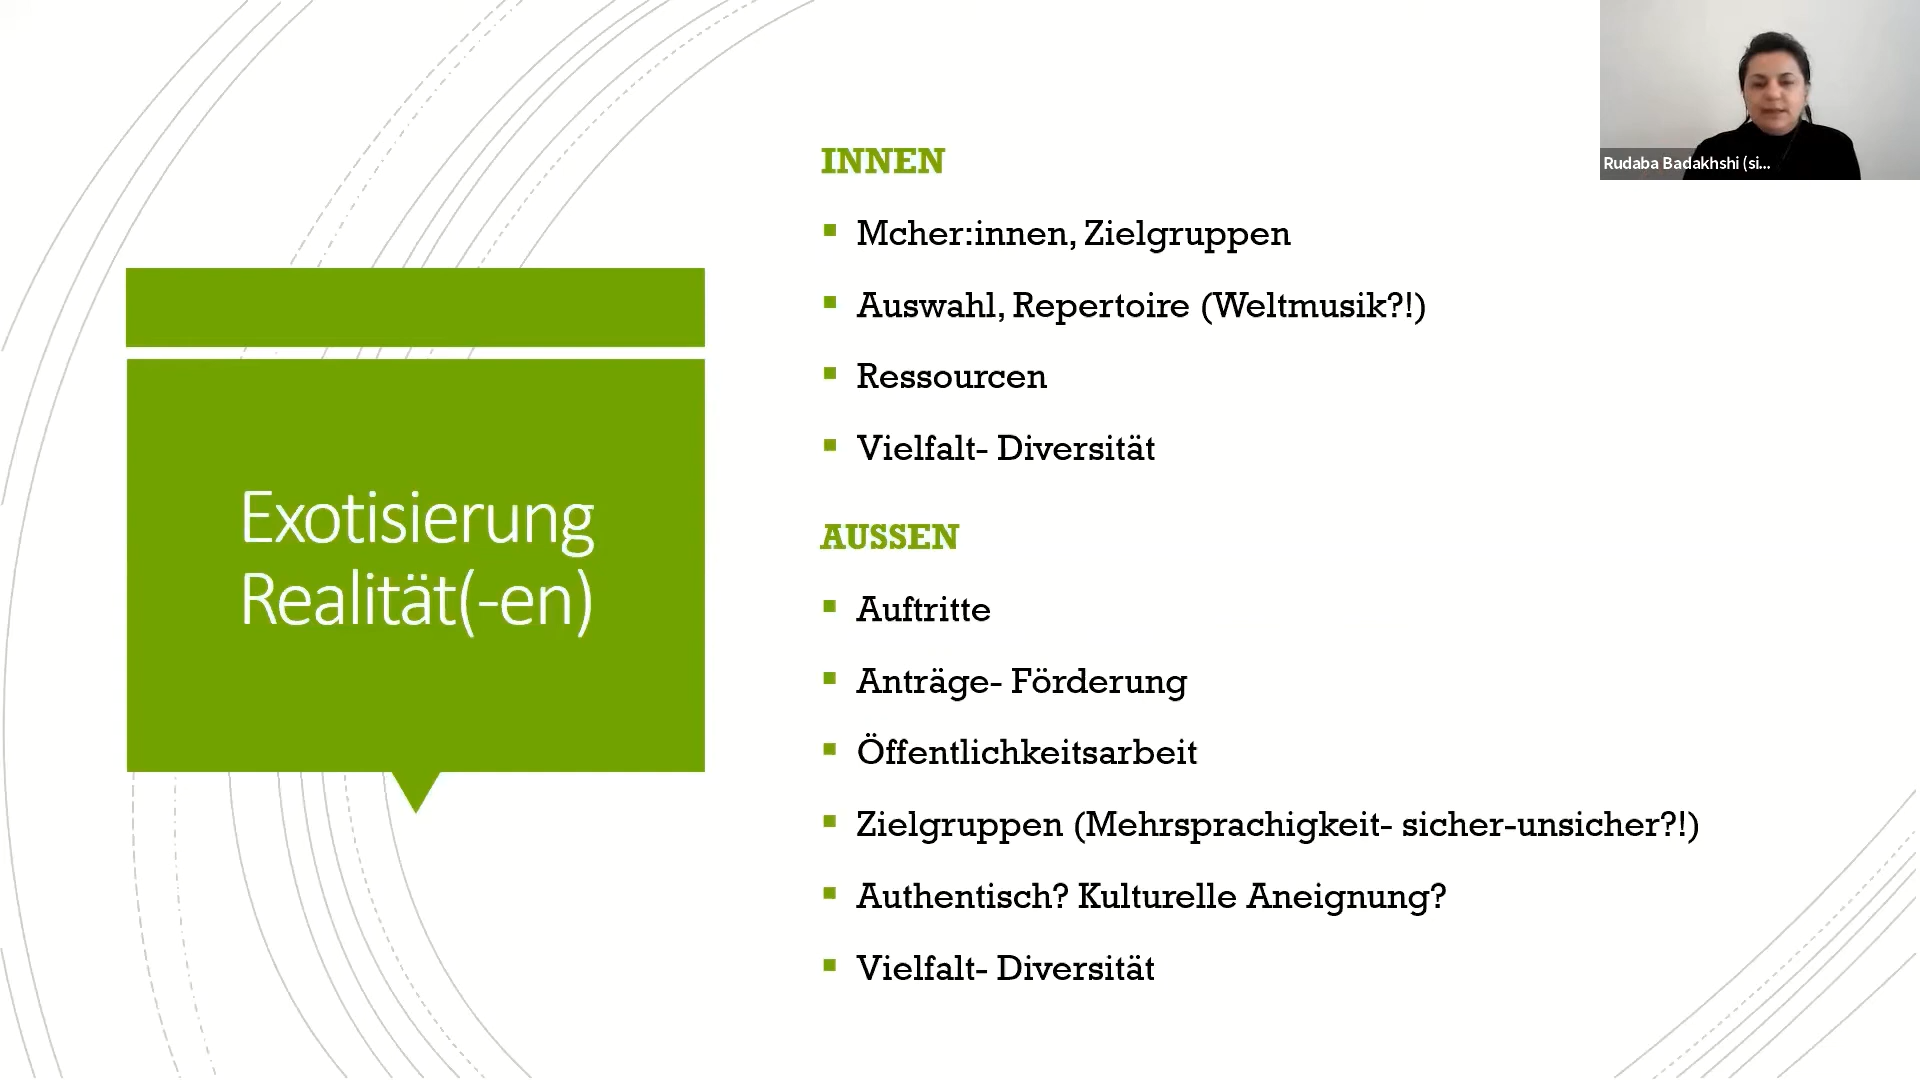 Exotisierung
Realität(-en)
INNEN
Mcher:innen, Zielgruppen
Auswahl, Repertoire (Weltmusik?!)
Ressourcen
Vielfalt- Diversität
AUSSEN
Auftritte
Anträge- Förderung
Öffentlichkeitsarbeit
Zielgruppen (Mehrsprachigkeit- sicher-unsicher?!)
Authentisch? Kulturelle Aneignung?
Vielfalt- Diversität
Rudaba Badakhshi (si...